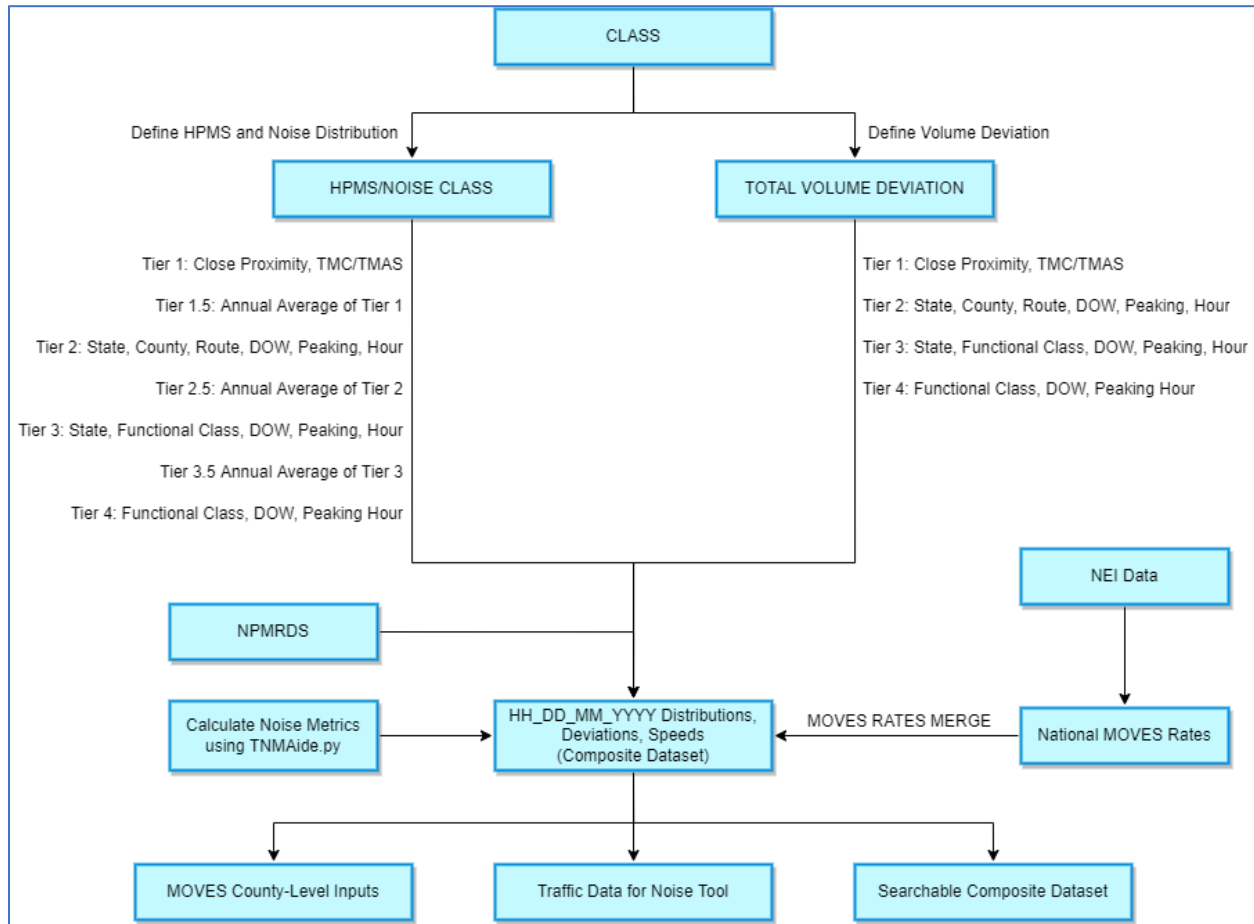 CLASS
Define HPMS and Noise Distribution
Define Volume Deviation
HPMS/NOISE CLASS
TOTAL VOLUME DEVIATION
Tier 1: Close Proximity, TMC/TMAS
Tier 1.5: Annual Average of Tier 1
Tier 2: State, County, Route, DOW, Peaking, Hour
Tier 2.5: Annual Average of Tier 2
Tier 3: State, Functional Class, DOW, Peaking, Hour
Tier 3.5 Annual Average of Tier 3
Tier 4: Functional Class, DOW, Peaking Hour
Tier 1: Close Proximity, TMC/TMAS
Tier 2: State, County, Route, DOW, Peaking, Hour
Tier 3: State, Functional Class, DOW, Peaking, Hour
Tier 4: Functional Class, DOW, Peaking Hour
NEI Data
NPMRDS
Calculate Noise Metrics
using TNMAide.py
HH_DD_MM_YYYY Distributions,
Deviations, Speeds
(Composite Dataset)
MOVES RATES MERGE
National MOVES Rates
MOVES County-Level Inputs
Traffic Data for Noise Tool
Searchable Composite Dataset